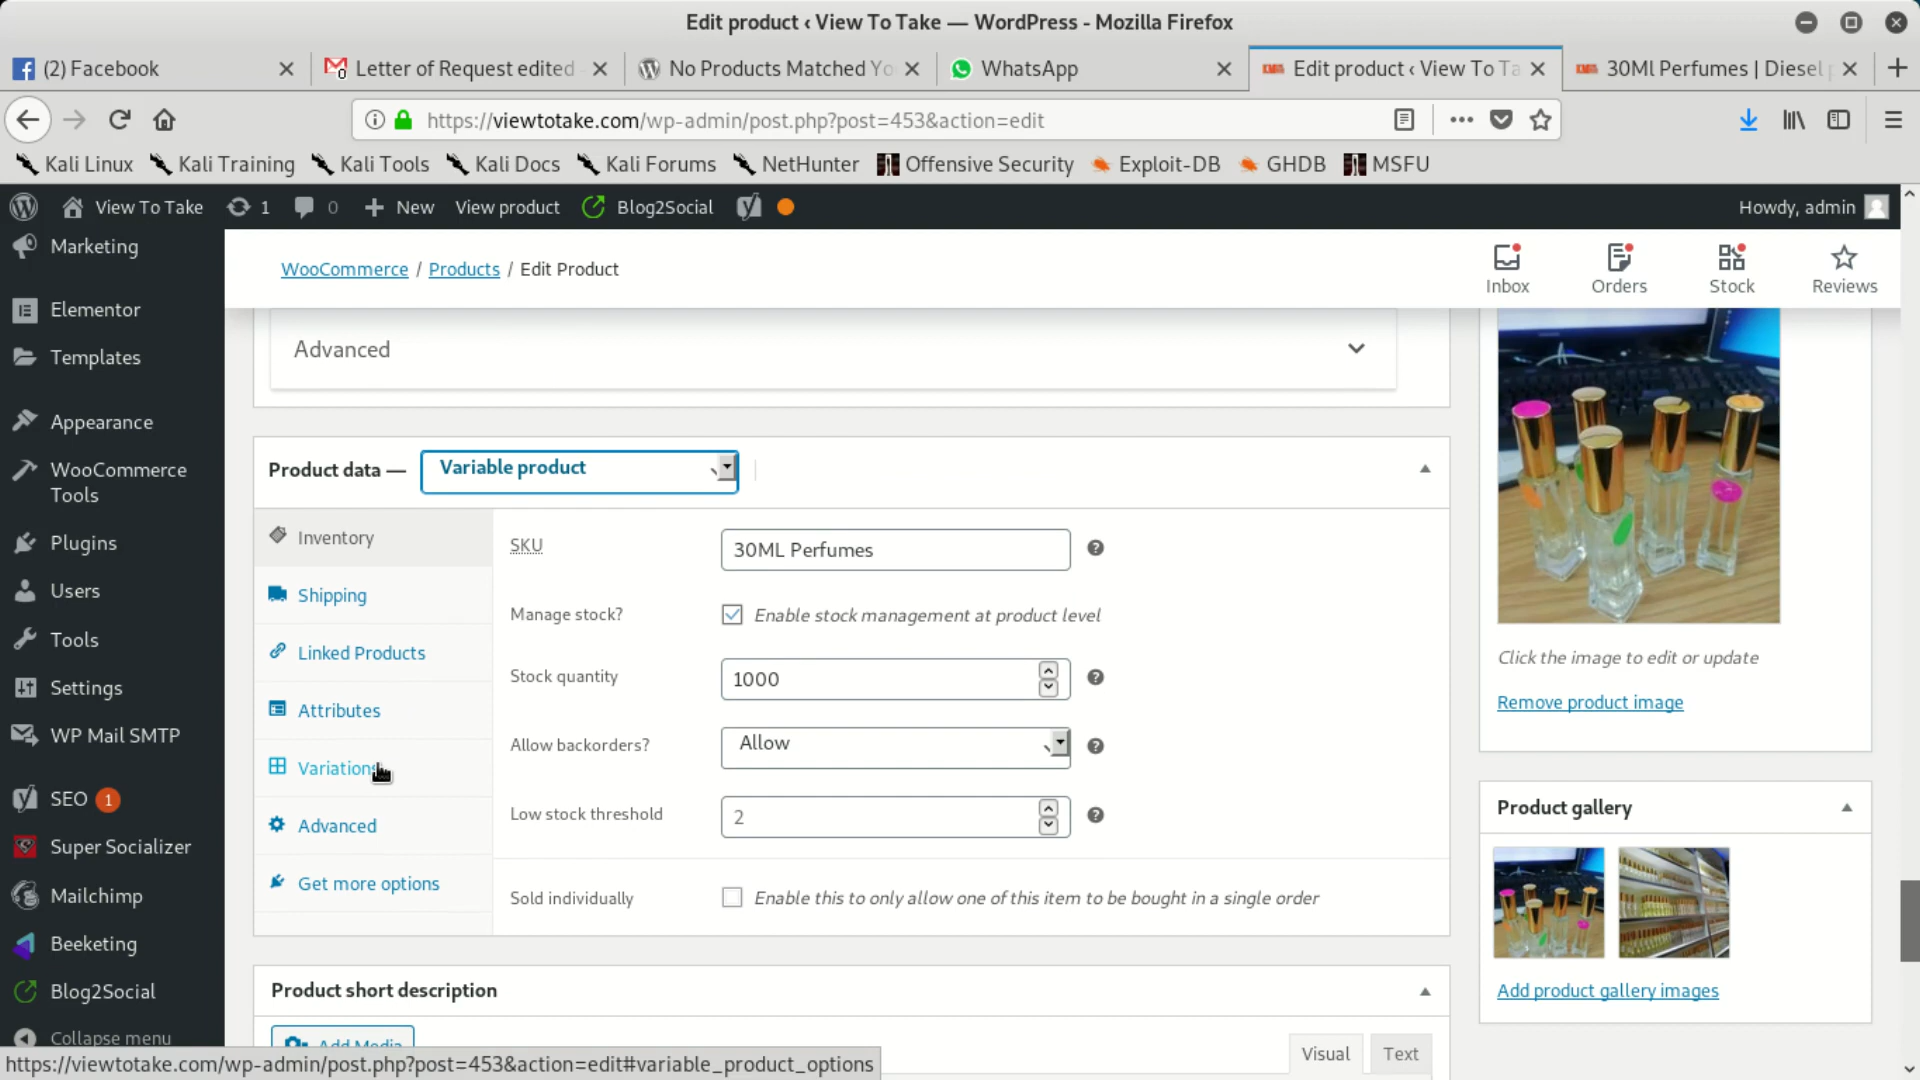 Edit product ‹ View To Take — WordPress - Mozilla Firefox
(2) Facebook
Letter of Request edited
No Products Matched Yo
WhatsApp
Edit product ‹ View To Ta
30Ml Perfumes | Diesel p
https://viewtotake.com/wp-admin/post.php?post=453&action=edit
Kali Linux
Kali Training
Kali Tools
Kali Docs
Kali Forums
NetHunter
Offensive Security
Exploit-DB
GHDB
MSFU
View To Take
1
0
New
View product
Blog2Social
Howdy, admin
Marketing
Elementor
Templates
Appearance
WooCommerce
Tools
Plugins
Users
Tools
Settings
WP Mail SMTP
SEO 1
Super Socializer
Mailchimp
Beeketing
Blog2Social
Collapse menu
WooCommerce / Products / Edit Product
Inbox
Orders
Stock
Reviews
Advanced
Product data — Variable product
Inventory
Shipping
Linked Products
Attributes
Variations
Advanced
Get more options
SKU 30ML Perfumes
Manage stock? Enable stock management at product level
Stock quantity 1000
Allow backorders? Allow
Low stock threshold 2
Sold individually Enable this to only allow one of this item to be bought in a single order
Product short description
Add Media
Visual Text
Click the image to edit or update
Remove product image
Product gallery
Add product gallery images
https://viewtotake.com/wp-admin/post.php?post=453&action=edit#variable_product_options